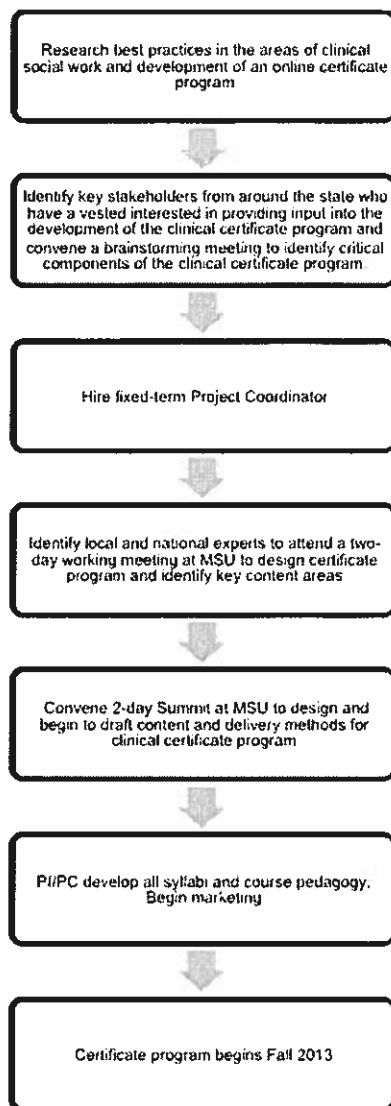 Research best practices in the areas of clinical
social work and development of an online certificate
program
Identify key stakeholders from around the state who
have a vested interested in providing input into the
development of the clinical certificate program and
convene a brainstorming meeting to identify critical
components of the clinical certificate program.
Hire fixed-term Project Coordinator
Identify local and national experts to attend a two-
day working meeting at MSU to design certificate
program and identify key content areas
Convene 2-day Summit at MSU to design and
begin to draft content and delivery methods for
clinical certificate program
PI/PC develop all syllabi and course pedagogy.
Begin marketing
Certificate program begins Fall 2013